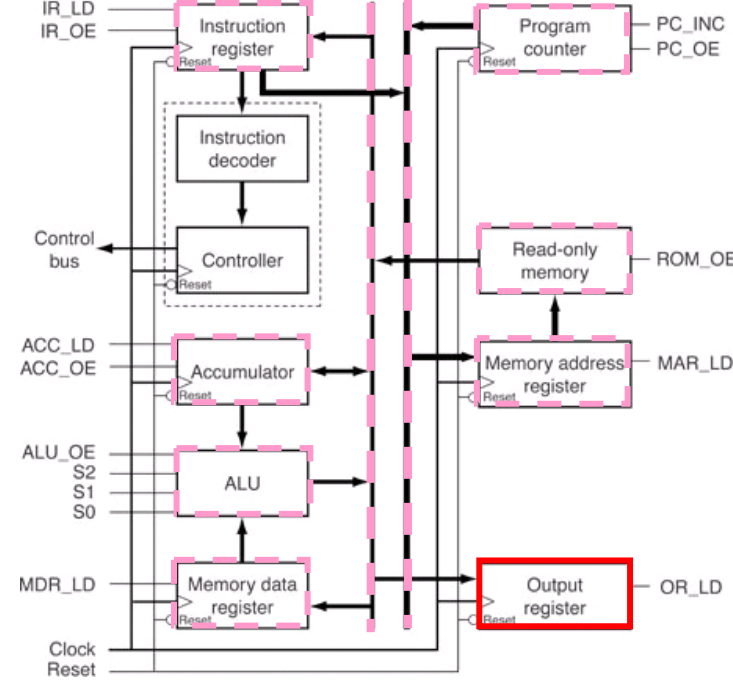 IR_LD
IR_OE
Instruction
register
Reset
Program
counter
Reset
PC_INC
PC_OE
Instruction
decoder
Control
bus
Controller
Reset
Read-only
memory
ROM_OE
ACC_LD
ACC_OE
Accumulator
Reset
Memory address
register
Reset
MAR_LD
ALU_OE
S2
S1
S0
ALU
MDR_LD
Memory data
register
Reset
Output
register
Reset
OR_LD
Clock
Reset